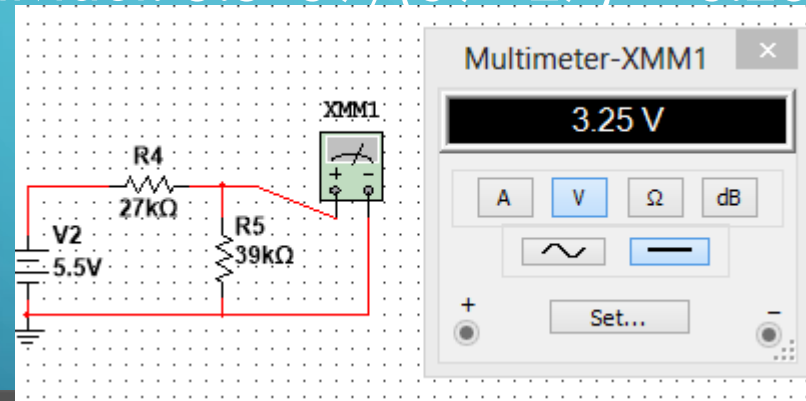 Multimeter-XMM1
×
3.25 V
A V Ω dB
+ Set... −
XMM1
+ −
R4
27kΩ
R5
39kΩ
V2
5.5V